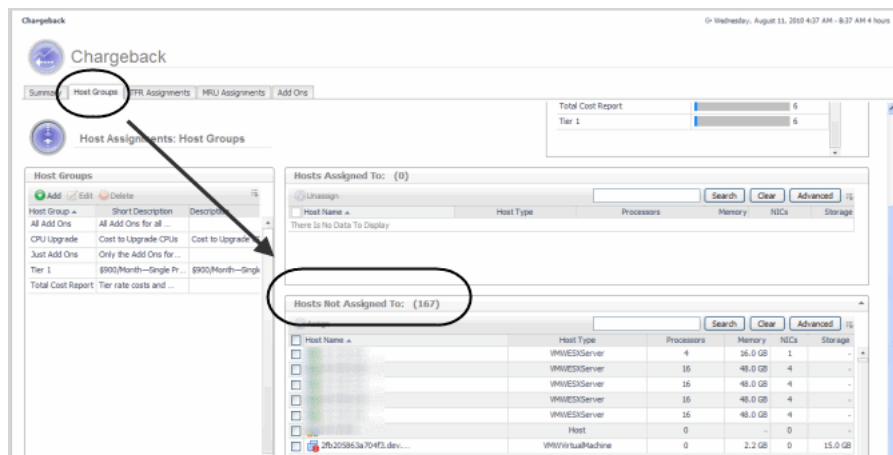 Chargeback
Wednesday, August 11, 2010 4:37 AM - 8:37 AM 4 hours
Chargeback
Summary Host Groups TFR Assignments MRU Assignments Add Ons
Total Cost Report 6
Tier 1 6
Host Assignments: Host Groups
Host Groups
Add Edit Delete
Host Group Short Description Description
All Add Ons All Add Ons for all ...
CPU Upgrade Cost to Upgrade CPUs Cost to Upgrade
Just Add Ons Only the Add Ons for...
Tier 1 $900/Month—Single Pr... $900/Month—Singl
Total Cost Report Tier rate costs and ...
Hosts Assigned To: (0)
Unassign Search Clear Advanced
Host Name Host Type Processors Memory NICs Storage
There Is No Data To Display
Hosts Not Assigned To: (167)
Assign Search Clear Advanced
Host Name Host Type Processors Memory NICs Storage
VMWESXServer 4 16.0 GB 1 -
VMWESXServer 16 48.0 GB 4 -
VMWESXServer 16 48.0 GB 4 -
VMWESXServer 16 48.0 GB 4 -
VMWESXServer 16 48.0 GB 4 -
Host 0 - 0 -
2fb205863a704f3.dev.... VMWVirtualMachine 0 2.2 GB 0 15.0 GB